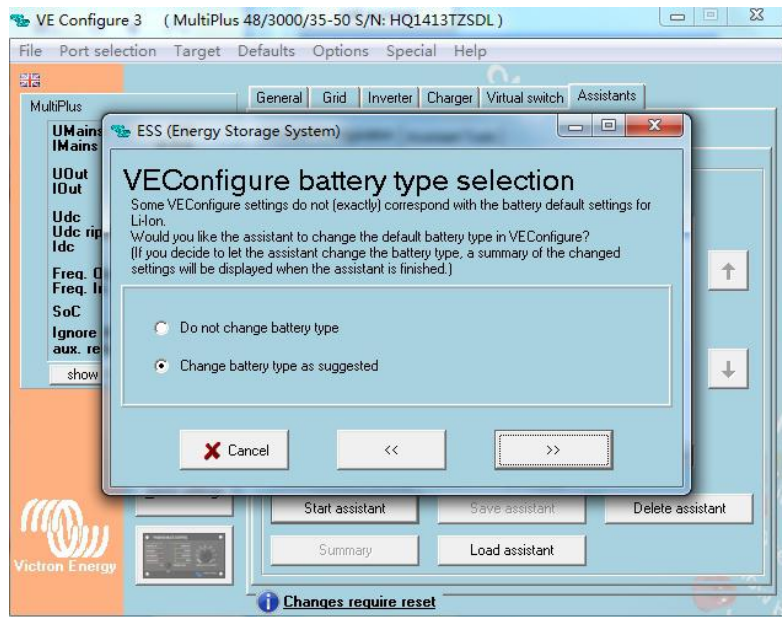 VE Configure 3 ( MultiPlus 48/3000/35-50 S/N: HQ1413TZSDL )
File Port selection Target Defaults Options Special Help
General Grid Inverter Charger Virtual switch Assistants
MultiPlus
UMains
IMains
UOut
IOut
Udc
Udc rip
Idc
Freq. O
Freq. I
SoC
Ignore
aux. re
show
ESS (Energy Storage System)
VEConfigure battery type selection
Some VEConfigure settings do not (exactly) correspond with the battery default settings for
Li-Ion.
Would you like the assistant to change the default battery type in VEConfigure?
(If you decide to let the assistant change the battery type, a summary of the changed
settings will be displayed when the assistant is finished.)
Do not change battery type
Change battery type as suggested
Cancel << >>
Start assistant Save assistant Delete assistant
Summary Load assistant
Victron Energy
Changes require reset